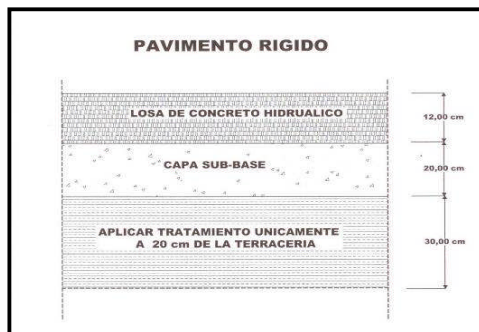 PAVIMENTO RIGIDO
LOSA DE CONCRETO HIDRUALICO
12,00 cm
CAPA SUB-BASE
20,00 cm
APLICAR TRATAMIENTO UNICAMENTE
A 20 cm DE LA TERRACERIA
30,00 cm